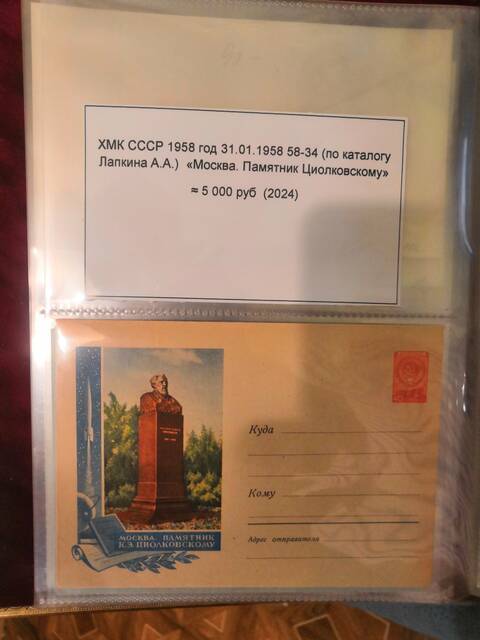 ХМК СССР 1958 год 31.01.1958 58-34 (по каталогу
Лапкина А.А.) «Москва. Памятник Циолковскому»
≈ 5 000 руб (2024)
Куда
Кому
Адрес отправителя
МОСКВА. ПАМЯТНИК
К.Э. ЦИОЛКОВСКОМУ